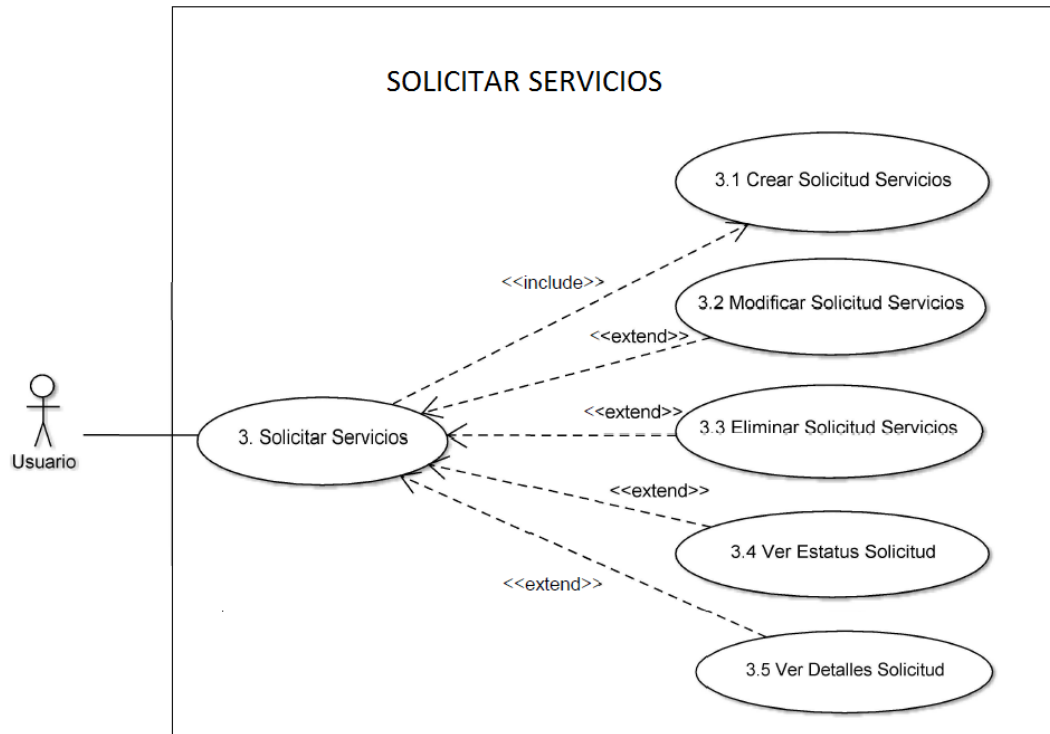 SOLICITAR SERVICIOS
3.1 Crear Solicitud Servicios
<<include>>
3.2 Modificar Solicitud Servicios
<<extend>>
3. Solicitar Servicios
<<extend>>
3.3 Eliminar Solicitud Servicios
Usuario
<<extend>>
3.4 Ver Estatus Solicitud
<<extend>>
3.5 Ver Detalles Solicitud